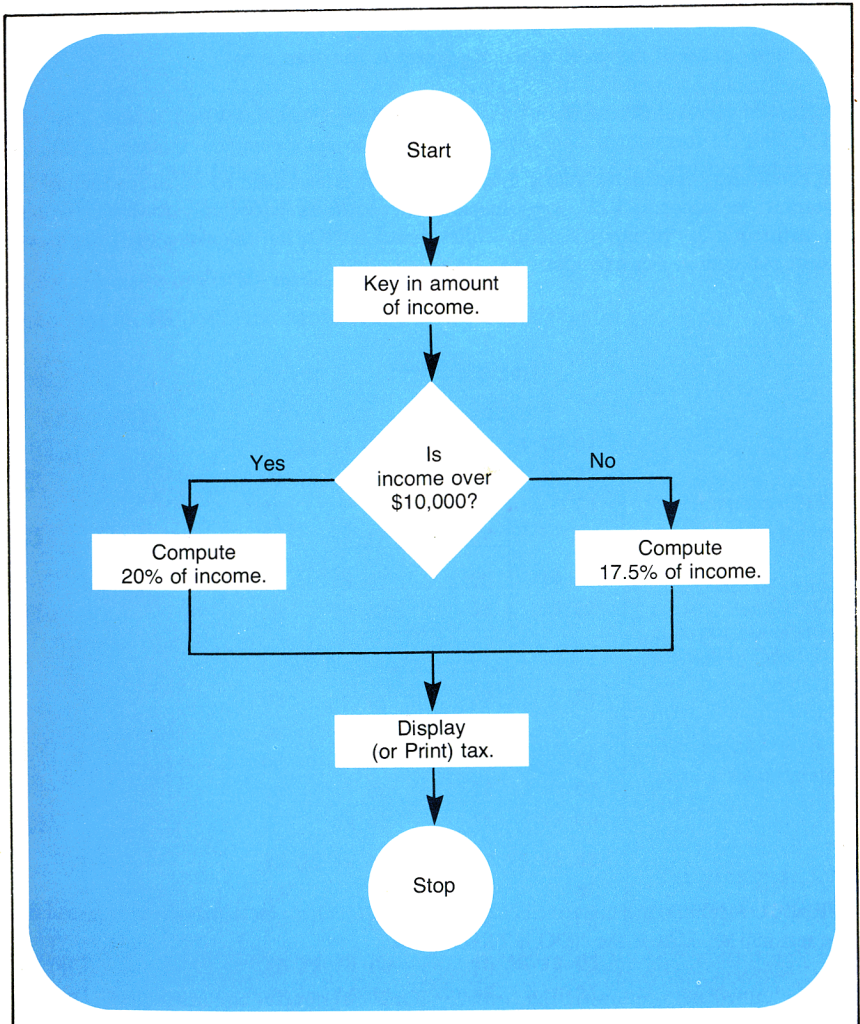 Start
Key in amount
of income.
Is
income over
$10,000?
Yes
No
Compute
20% of income.
Compute
17.5% of income.
Display
(or Print) tax.
Stop